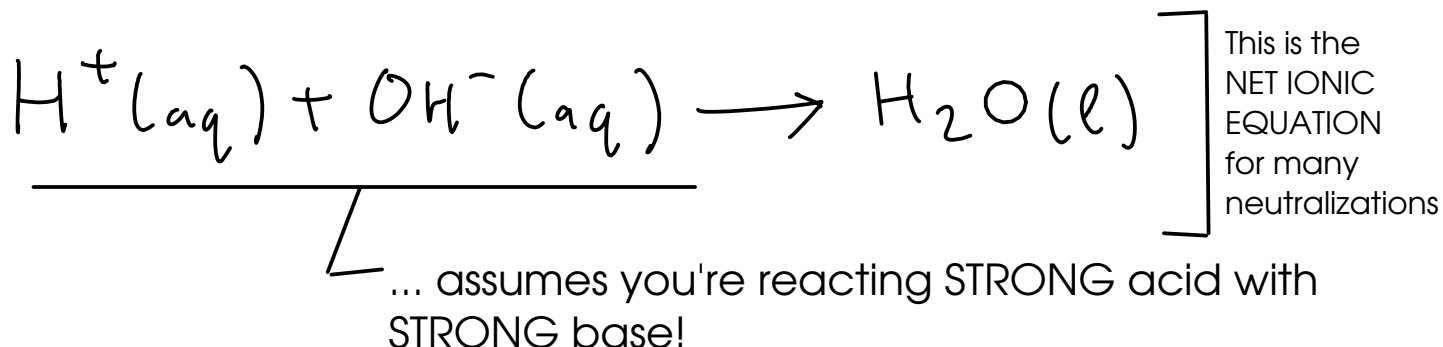 H⁺(aq) + OH⁻(aq) → H₂O(l)
This is the
NET IONIC
EQUATION
for many
neutralizations
... assumes you're reacting STRONG acid with
STRONG base!